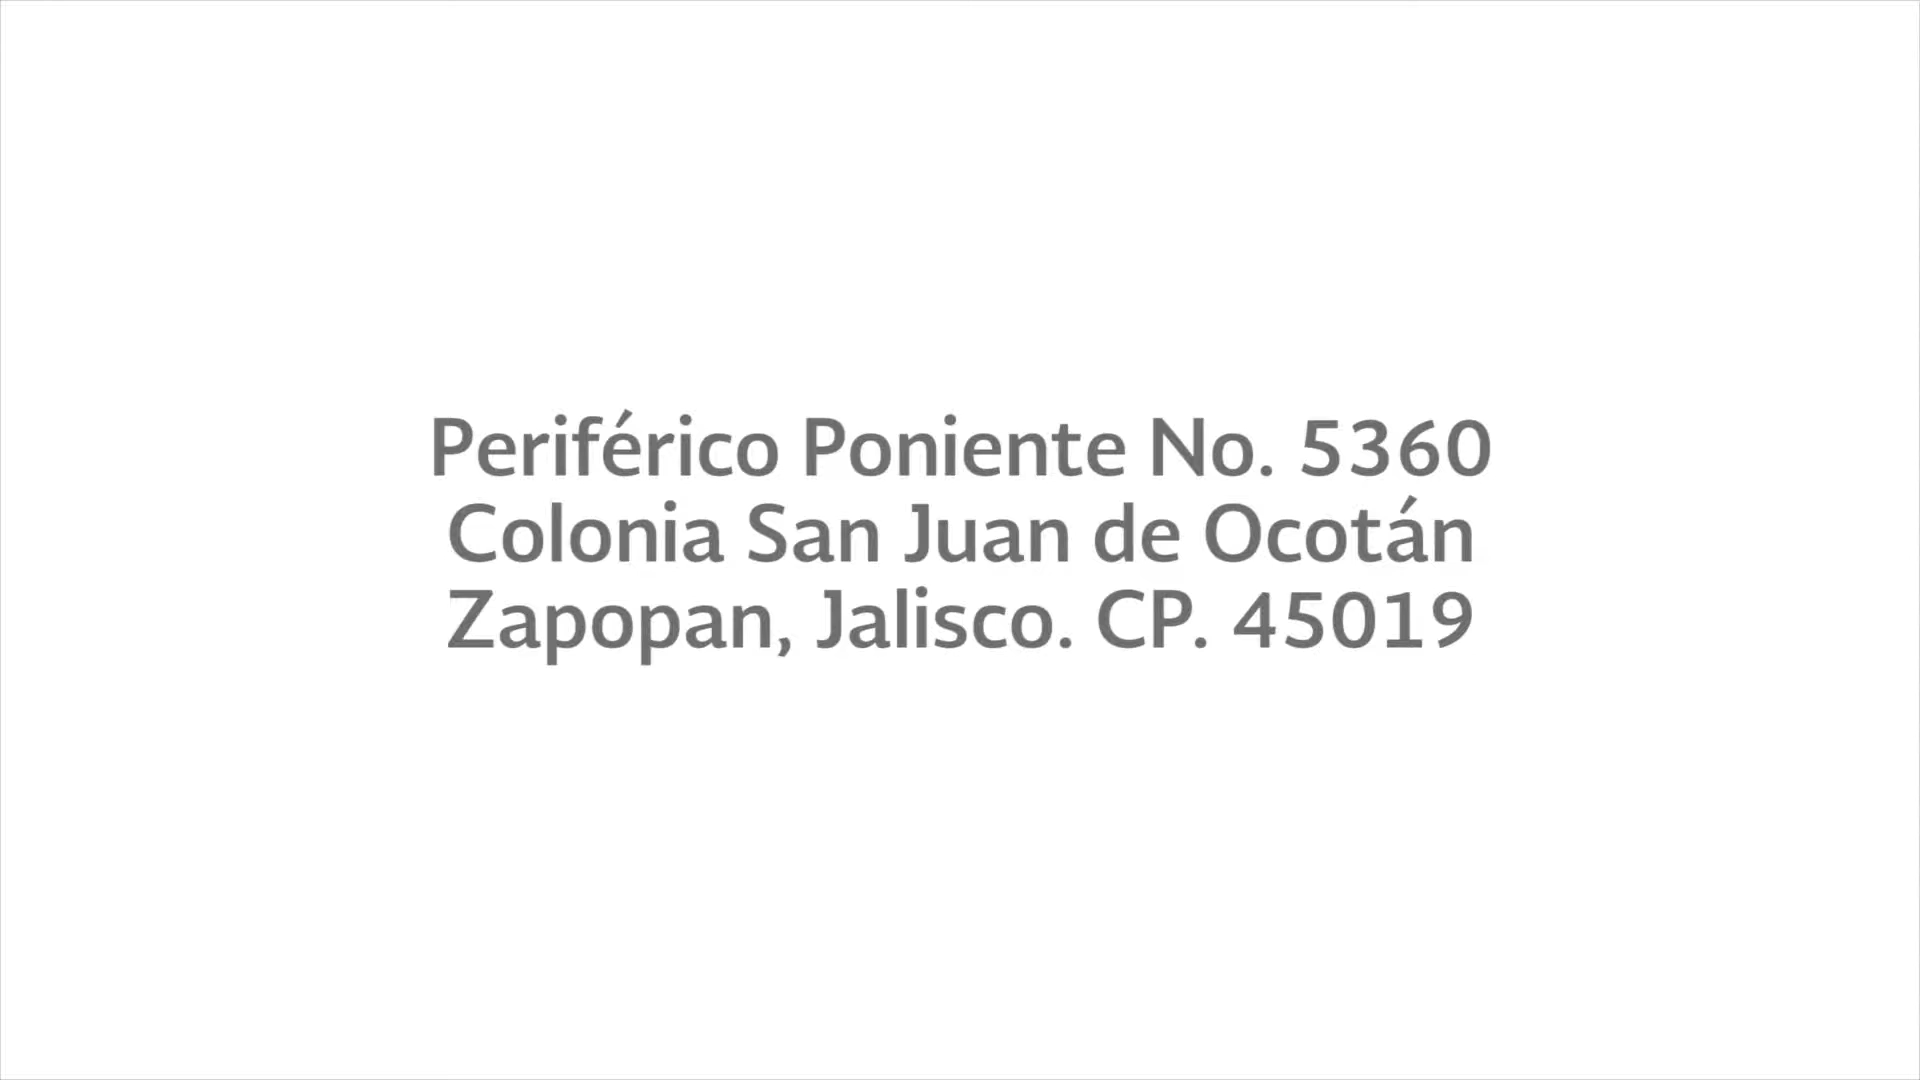 Periférico Poniente No. 5360
Colonia San Juan de Ocotán
Zapopan, Jalisco. CP. 45019